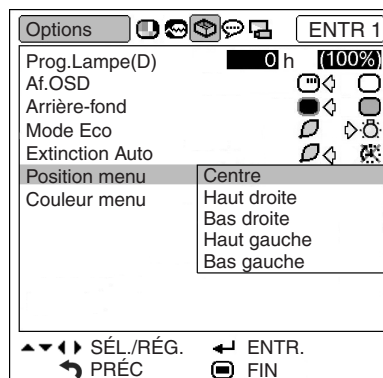 Options ENTR 1
Prog.Lampe(D) 0 h (100%)
Af.OSD
Arrière-fond
Mode Eco
Extinction Auto
Position menu Centre
Couleur menu Haut droite
Bas droite
Haut gauche
Bas gauche
SÉL./RÉG. ENTR.
PRÉC FIN